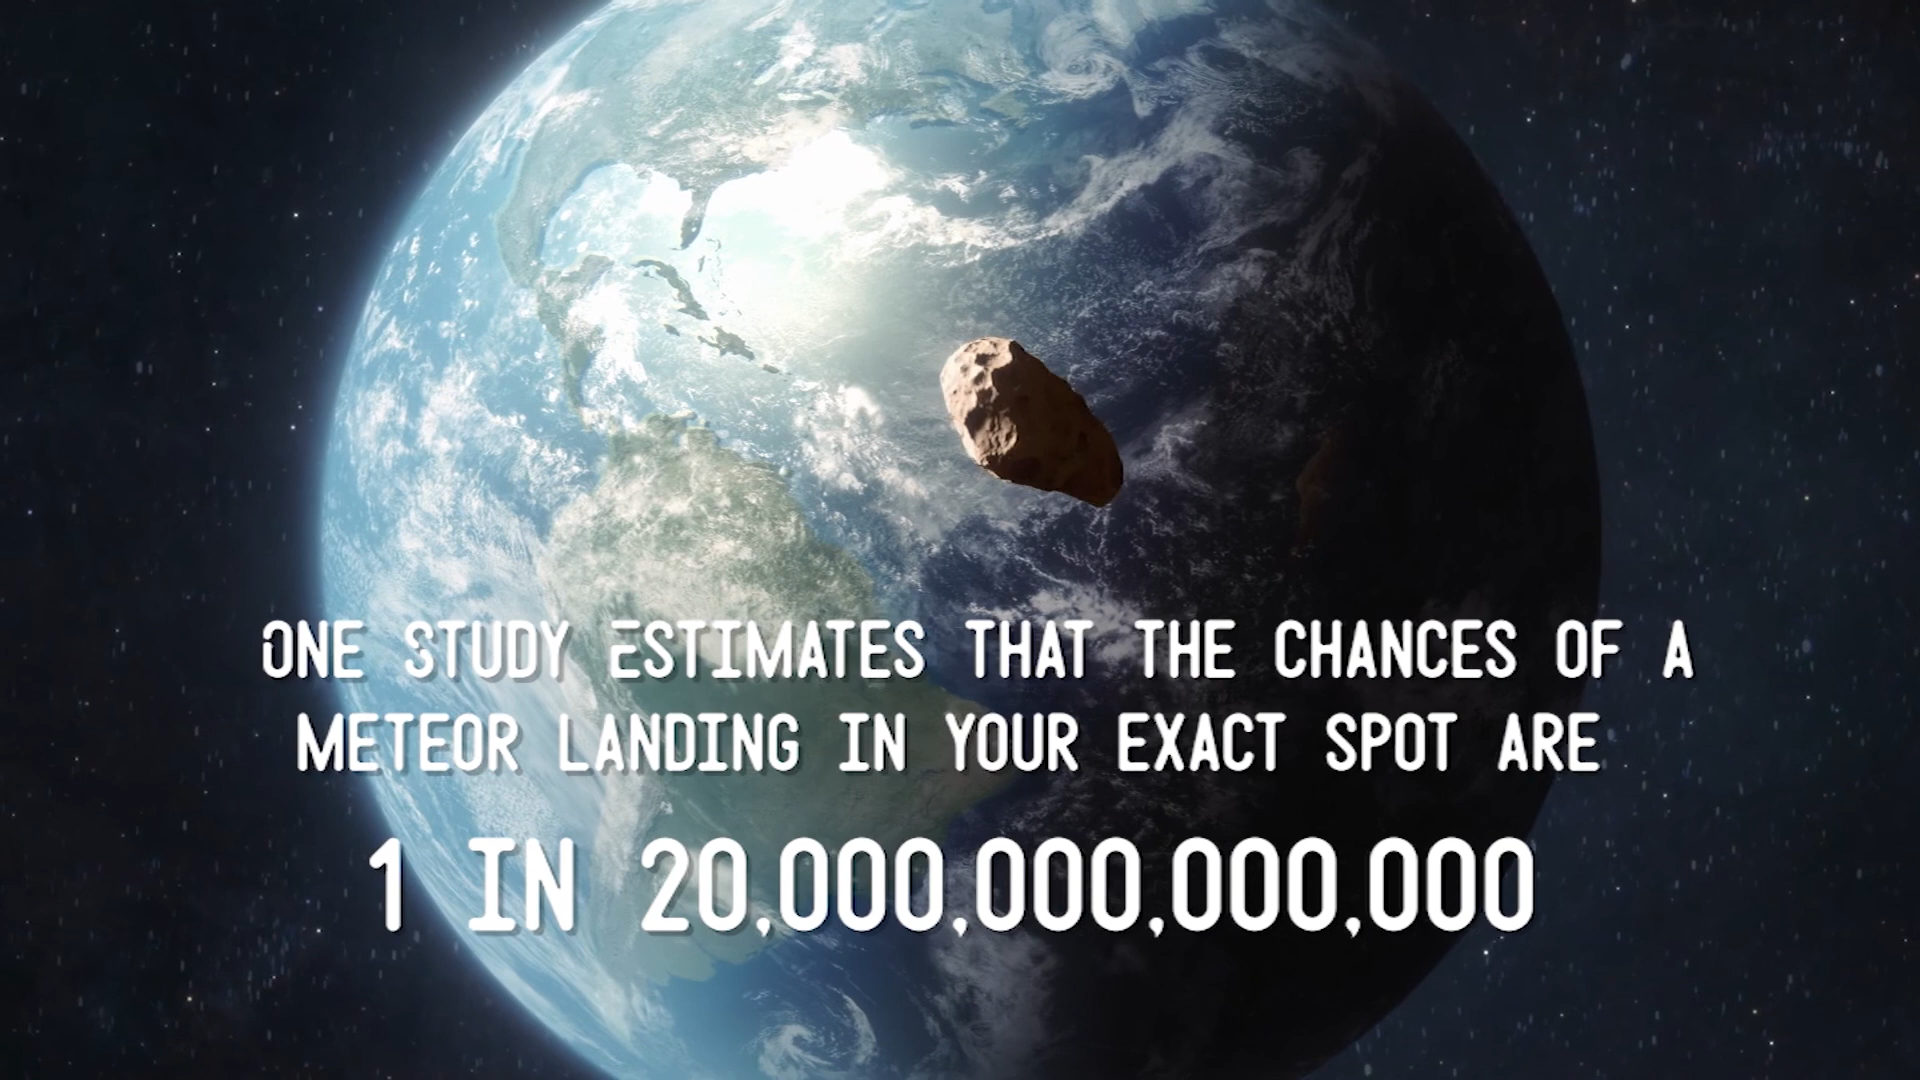 ONE STUDY ESTIMATES THAT THE CHANCES OF A
METEOR LANDING IN YOUR EXACT SPOT ARE
1 IN 20,000,000,000,000